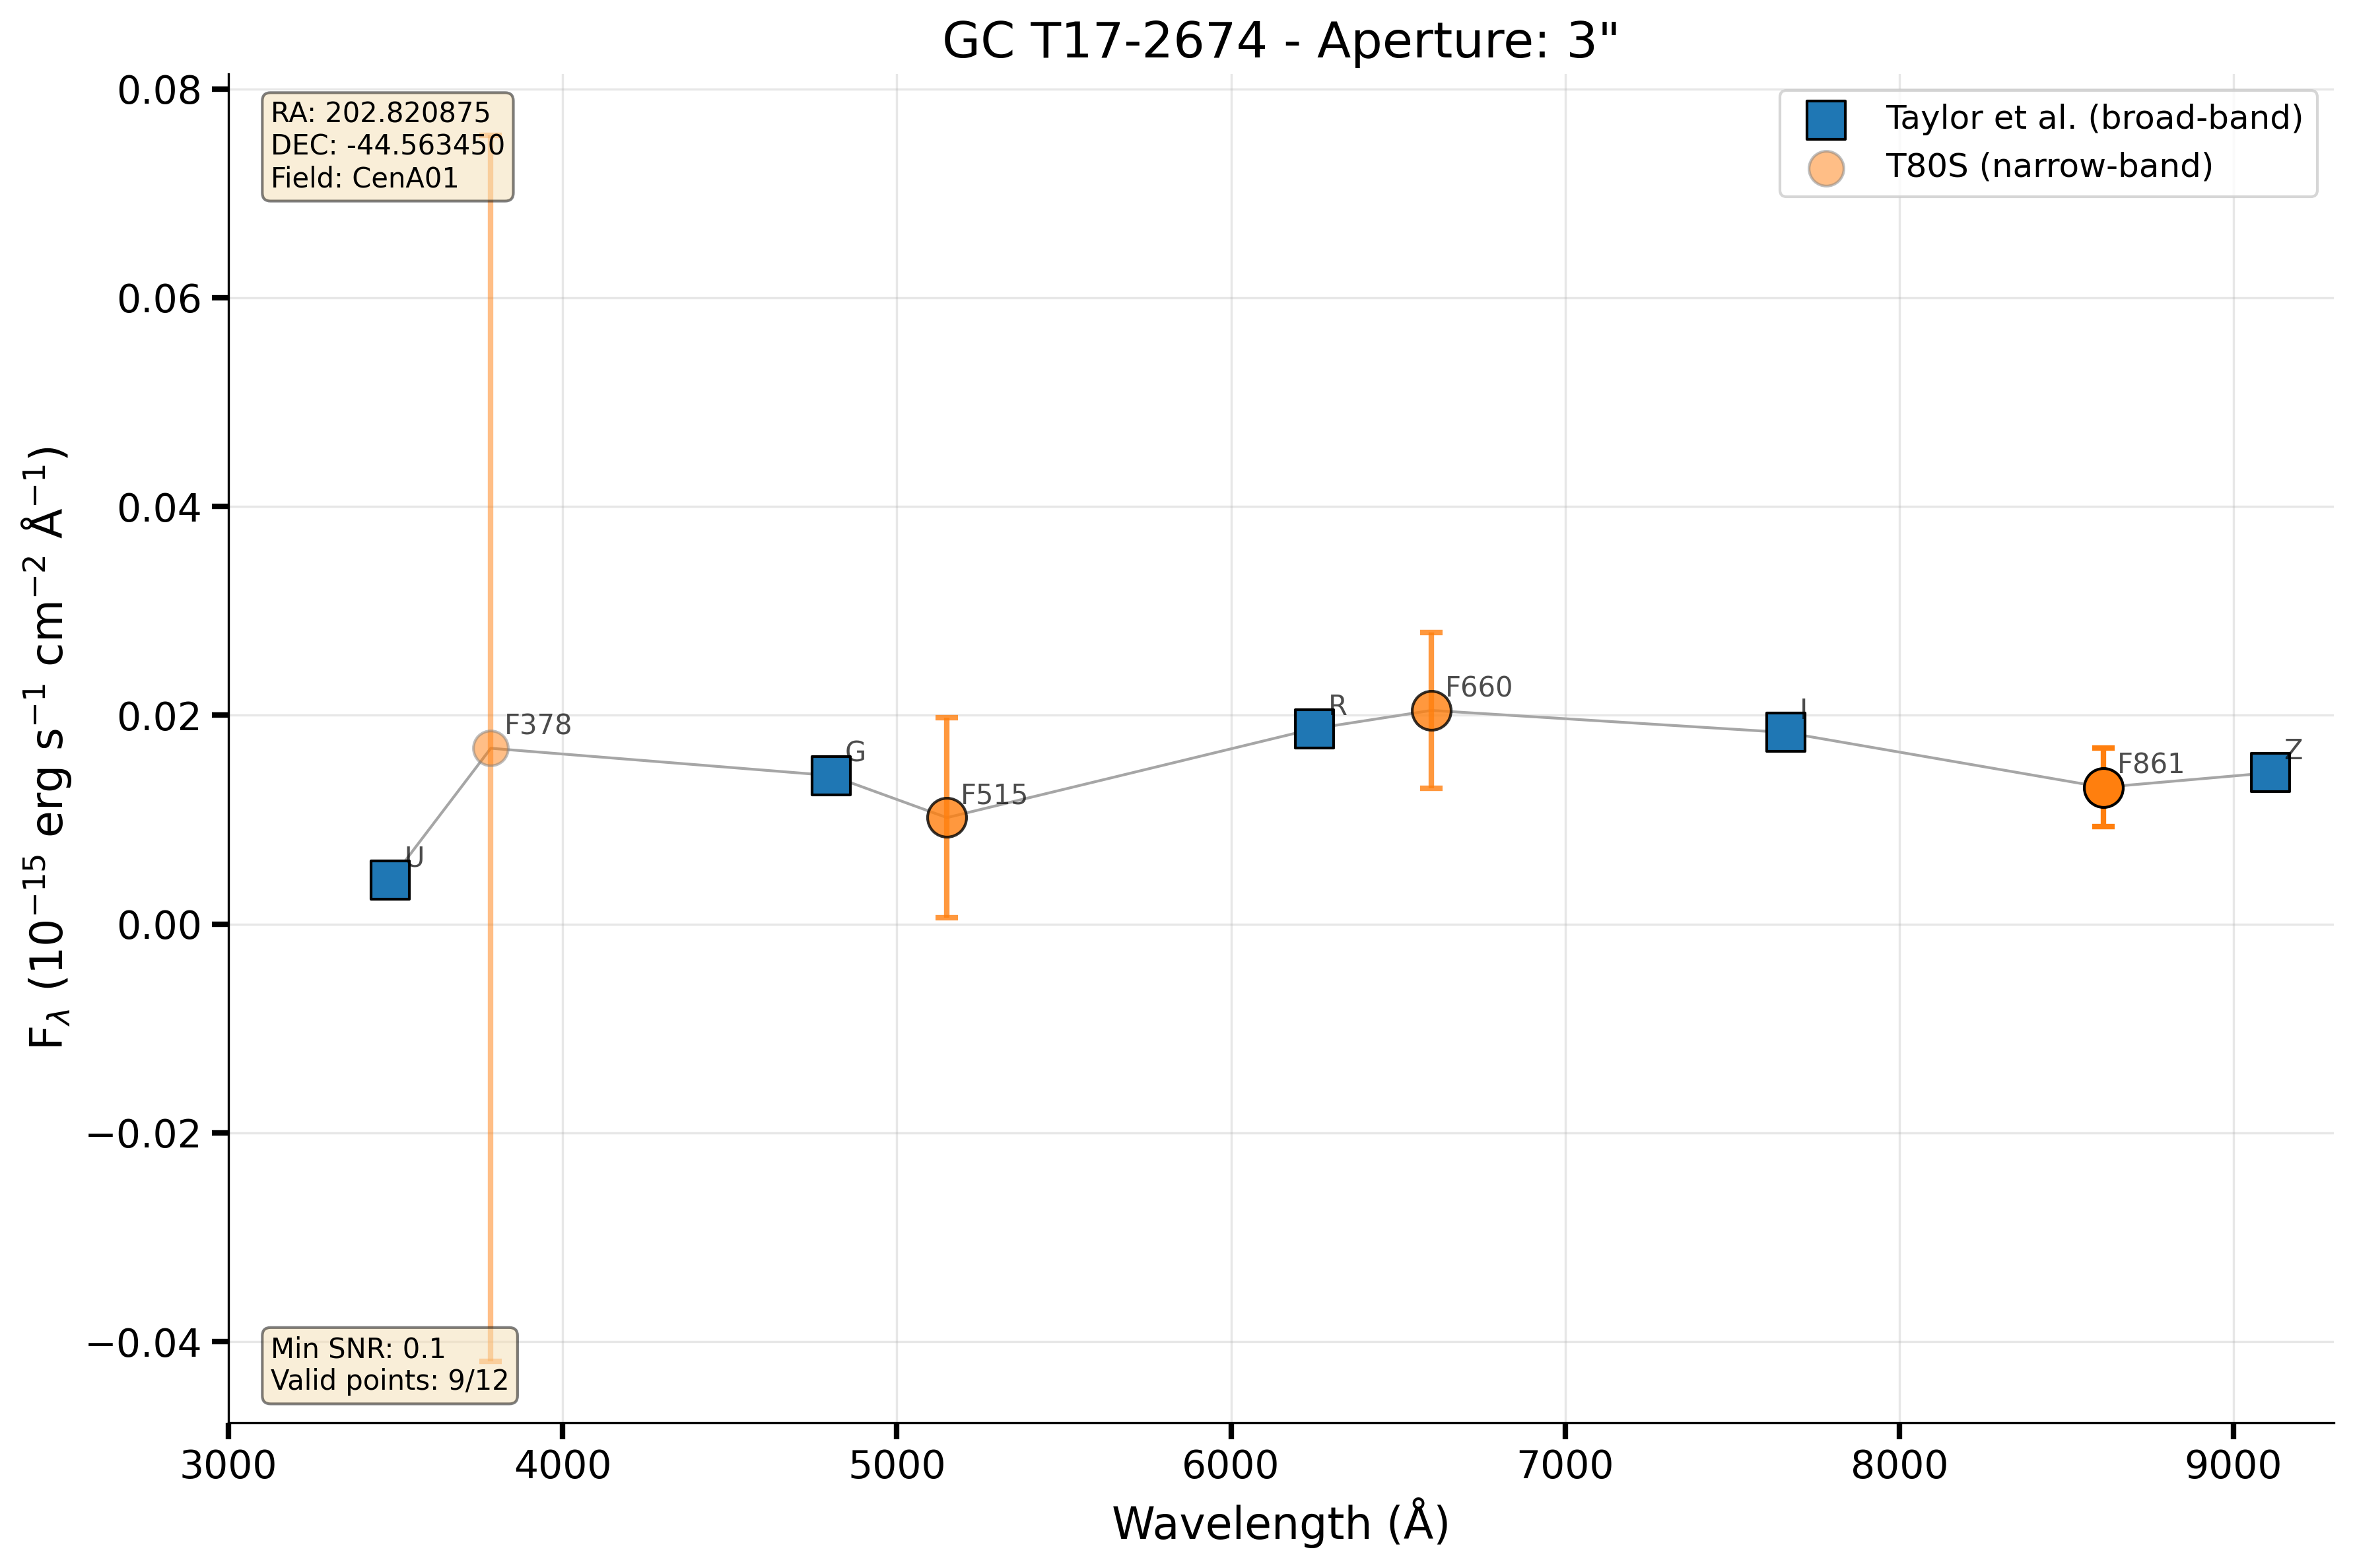 GC T17-2674 - Aperture: 3"
RA: 202.820875
DEC: -44.563450
Field: CenA01
Taylor et al. (broad-band)
T80S (narrow-band)
0.08
0.06
0.04
0.02
0.00
−0.02
−0.04
F$_λ$ (10⁻¹⁵ erg s⁻¹ cm⁻² Å⁻¹)
U
F378
G
F515
R
F660
I
F861
Z
Min SNR: 0.1
Valid points: 9/12
3000 4000 5000 6000 7000 8000 9000
Wavelength (Å)